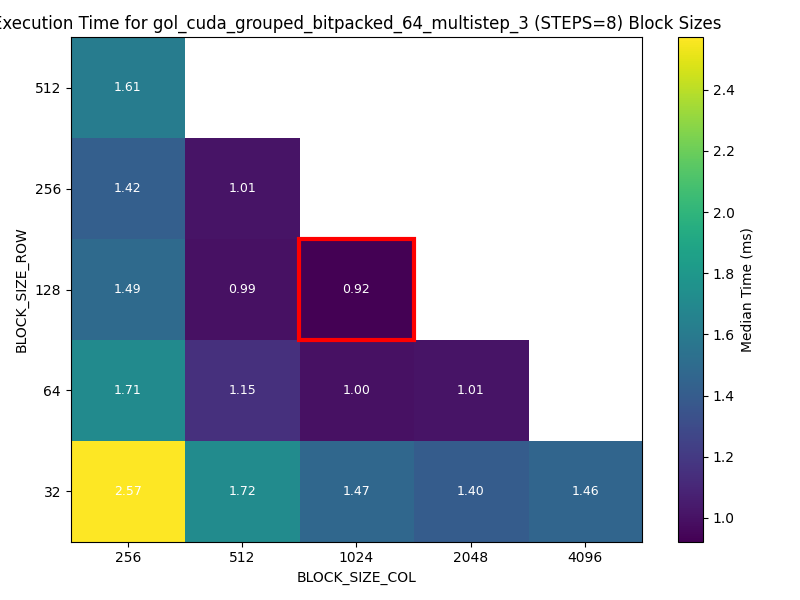 xecution Time for gol_cuda_grouped_bitpacked_64_multistep_3 (STEPS=8) Block Sizes
512 1.61
256 1.42 1.01
128 1.49 0.99 0.92
64 1.71 1.15 1.00 1.01
32 2.57 1.72 1.47 1.40 1.46
256 512 1024 2048 4096
BLOCK_SIZE_COL
BLOCK_SIZE_ROW
2.4
2.2
2.0
1.8
1.6
1.4
1.2
1.0
Median Time (ms)